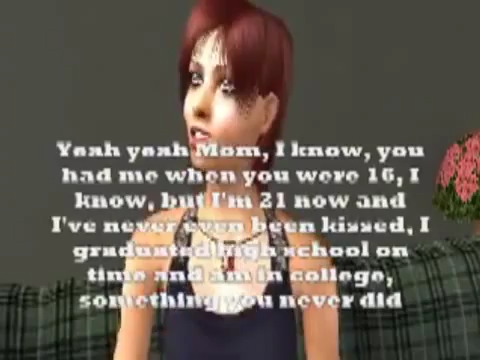 Yeah yeah Mom, I know, you
had me when you were 16, I
know, but I'm 21 now and
I've never even been kissed, I
graduated high school on
time and am in college,
something you never did